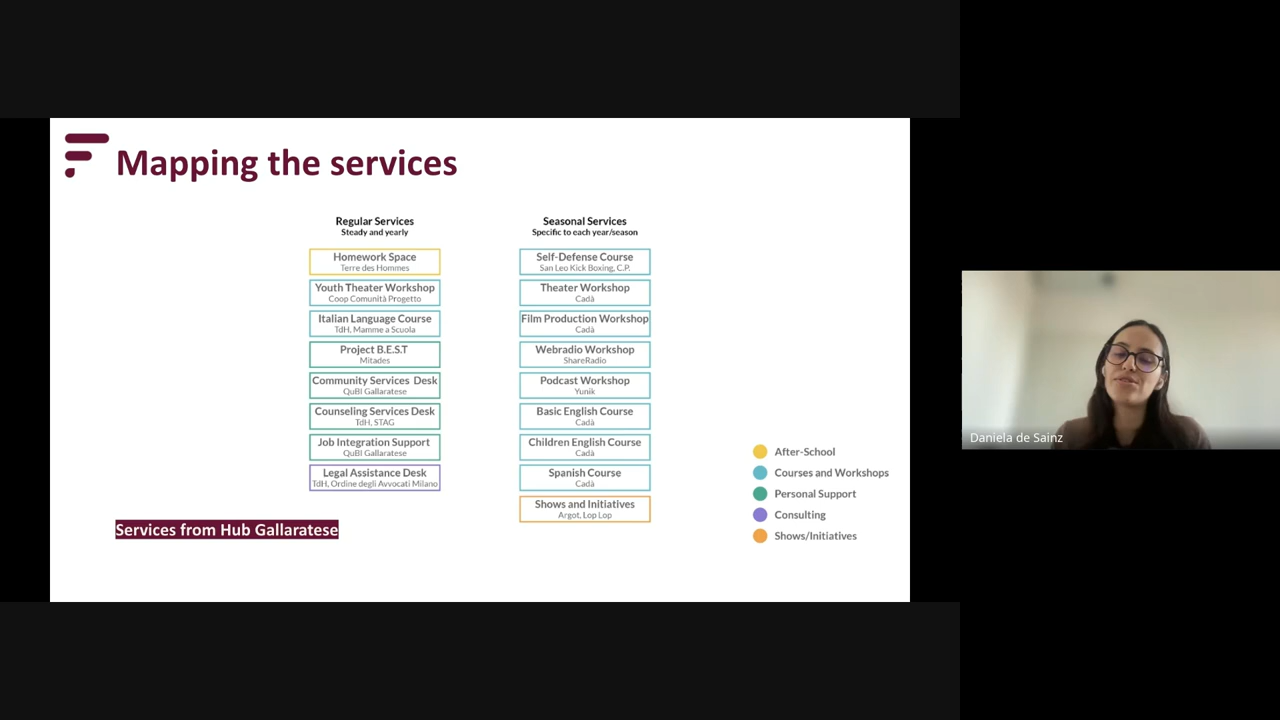 Mapping the services
Regular Services
Steady and yearly
Homework Space
Terre des Hommes
Youth Theater Workshop
Coop Comunità Progetto
Italian Language Course
TdH, Mamme a Scuola
Project B.E.S.T
Mitades
Community Services Desk
QuBI Gallaratese
Counseling Services Desk
TdH, STAG
Job Integration Support
QuBI Gallaratese
Legal Assistance Desk
TdH, Ordine degli Avvocati Milano
Seasonal Services
Specific to each year/season
Self-Defense Course
San Leo Kick Boxing, C.P.
Theater Workshop
Cadà
Film Production Workshop
Cadà
Webradio Workshop
ShareRadio
Podcast Workshop
Yunik
Basic English Course
Cadà
Children English Course
Cadà
Spanish Course
Cadà
Shows and Initiatives
Argot, Lop Lop
After-School
Courses and Workshops
Personal Support
Consulting
Shows/Initiatives
Services from Hub Gallaratese
Daniela de Sainz